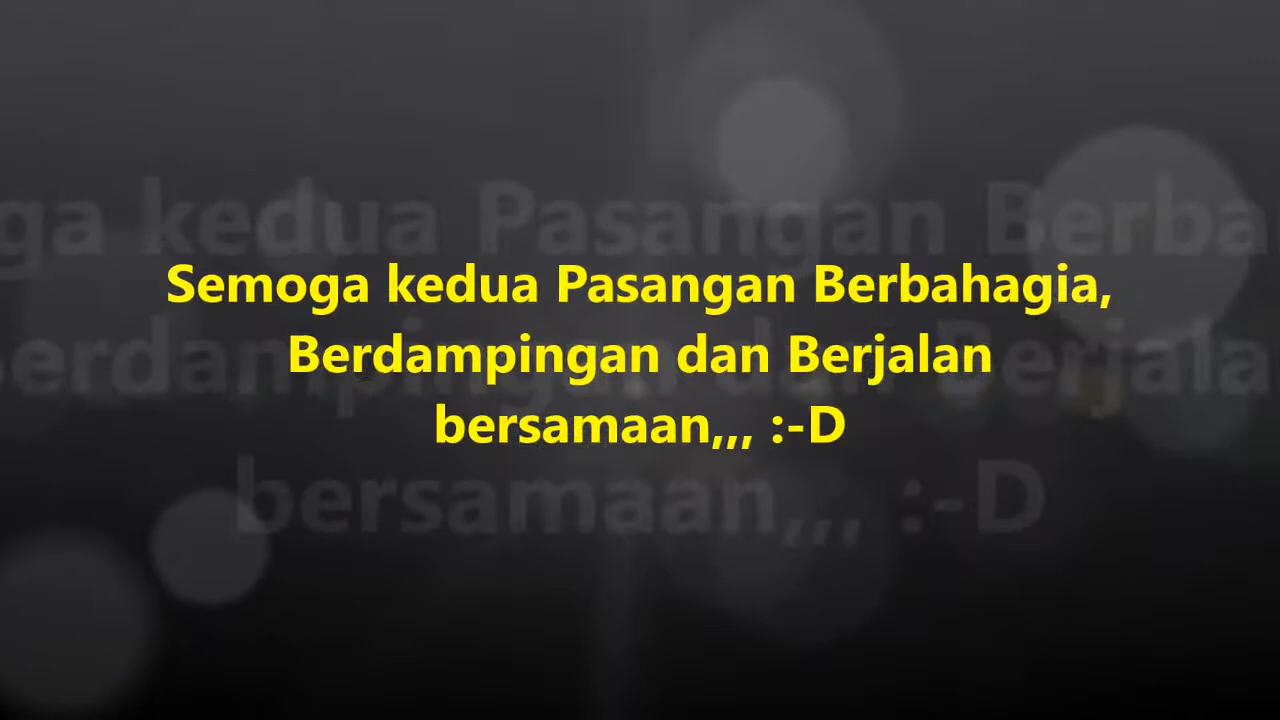 Semoga kedua Pasangan Berbahagia,
Berdampingan dan Berjalan
bersamaan,,, :-D